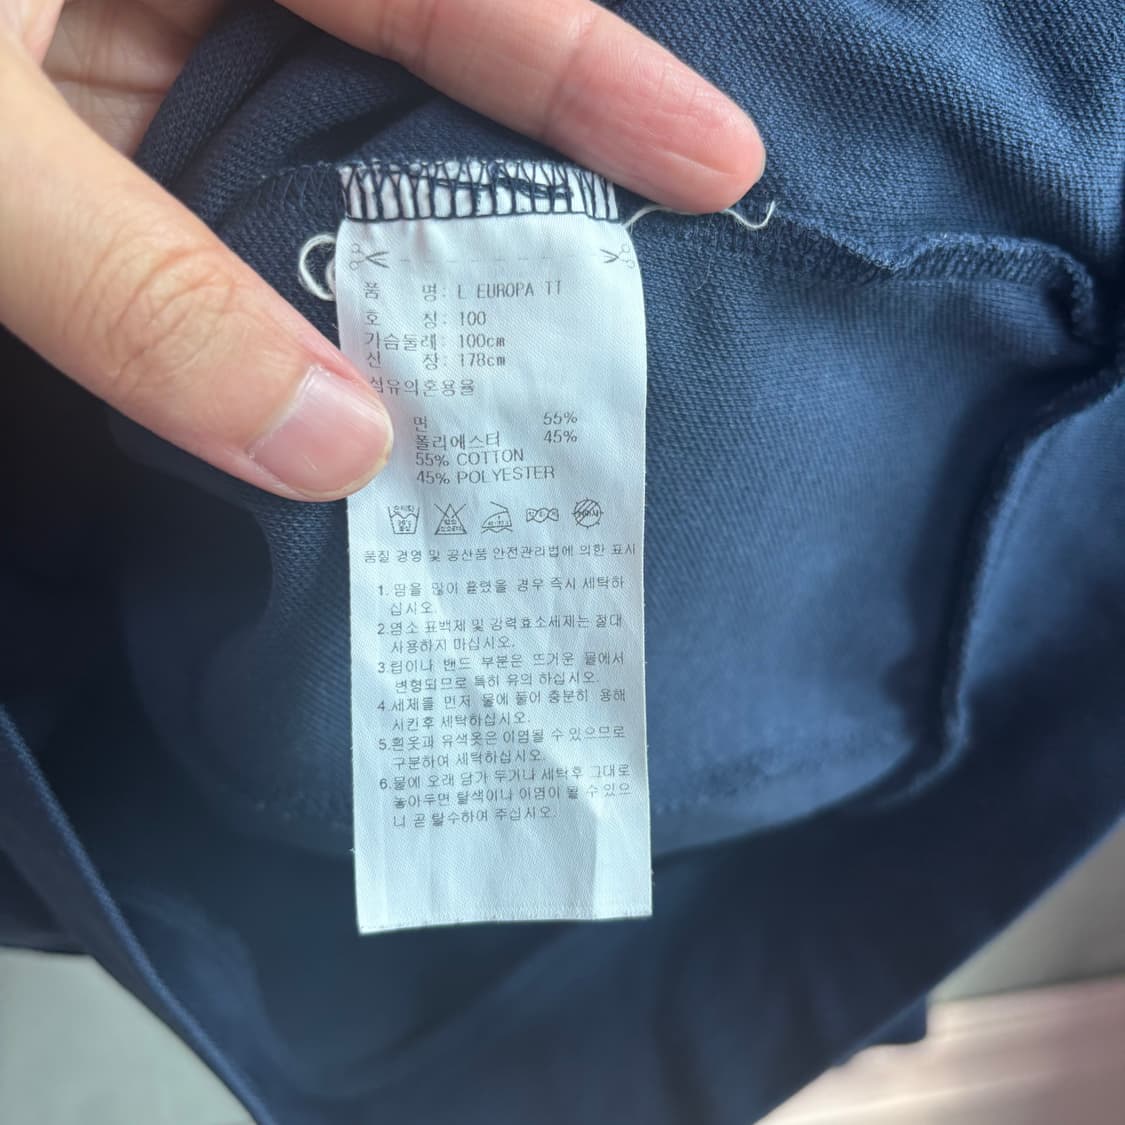 품 명: L EUROPA TT
호 칭: 100
가슴둘레: 100cm
신 장: 178cm
섬유의혼용율
면 55%
폴리에스터 45%
55% COTTON
45% POLYESTER
품질 경영 및 공산품 안전관리법에 의한 표시
1. 땀을 많이 흘렸을 경우 즉시 세탁하
십시오.
2.염소 표백제 및 강력효소세제는 절대
사용하지 마십시오.
3.립이나 밴드 부분은 뜨거운 물에서
변형되므로 특히 유의 하십시오.
4.세제를 먼저 물에 풀어 충분히 용해
시킨후 세탁하십시오.
5.흰옷과 유색옷은 이염될 수 있으므로
구분하여 세탁하십시오.
6.물에 오래 담가 두거나 세탁후 그대로
놓아두면 탈색이나 이염이 될 수 있으
니 곧 탈수하여 주십시오.